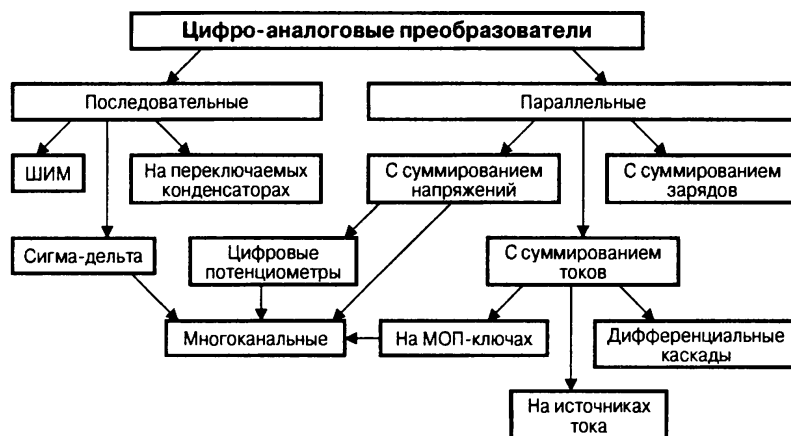 Цифро-аналоговые преобразователи
Последовательные
Параллельные
ШИМ
На переключаемых
конденсаторах
С суммированием
напряжений
С суммированием
зарядов
Сигма-дельта
Цифровые
потенциометры
С суммированием
токов
Многоканальные
На МОП-ключах
Дифференциальные
каскады
На источниках
тока